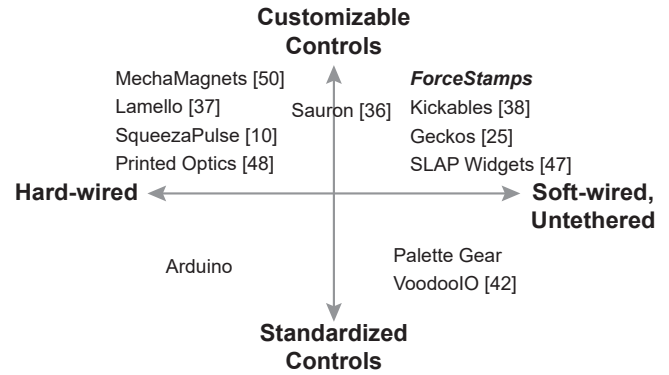 Customizable
Controls
MechaMagnets [50]
Lamello [37]
SqueezaPulse [10]
Printed Optics [48]
Sauron [36]
ForceStamps
Kickables [38]
Geckos [25]
SLAP Widgets [47]
Hard-wired
Soft-wired,
Untethered
Arduino
Palette Gear
VoodooIO [42]
Standardized
Controls